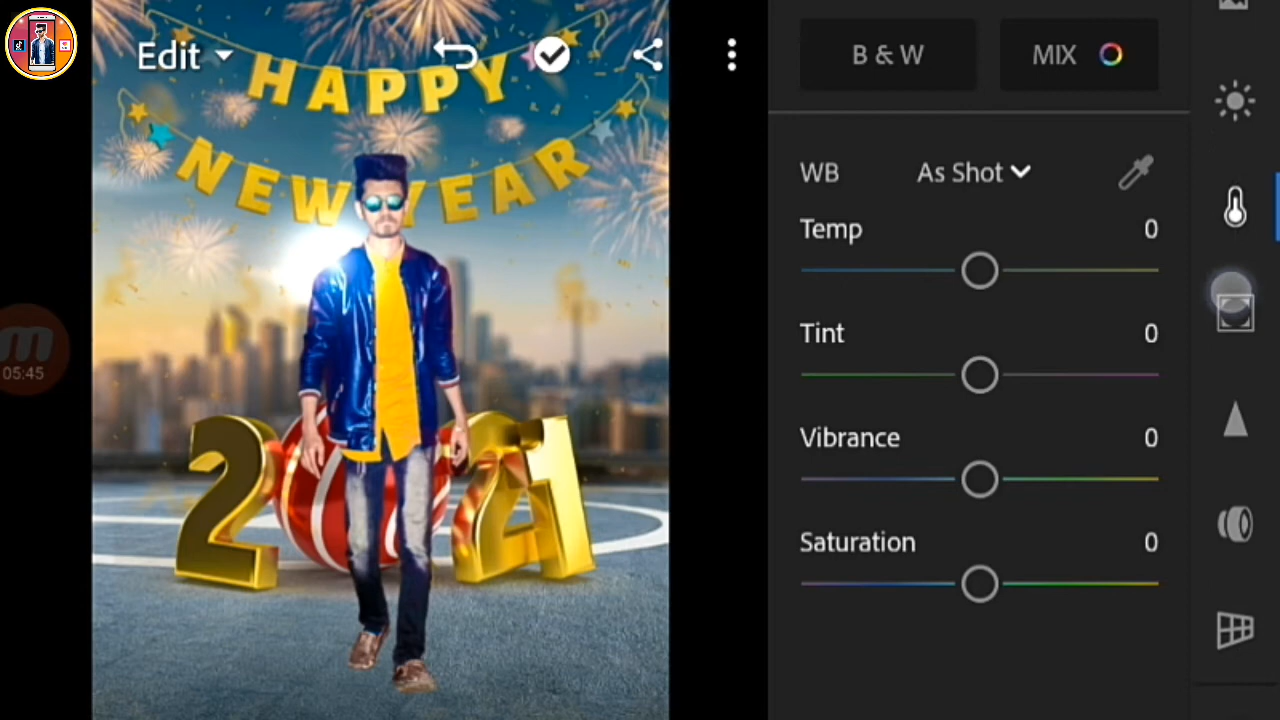 Edit
HAPPY
NEW YEAR
2021
05:45
B & W
MIX
WB
As Shot
Temp
0
Tint
0
Vibrance
0
Saturation
0